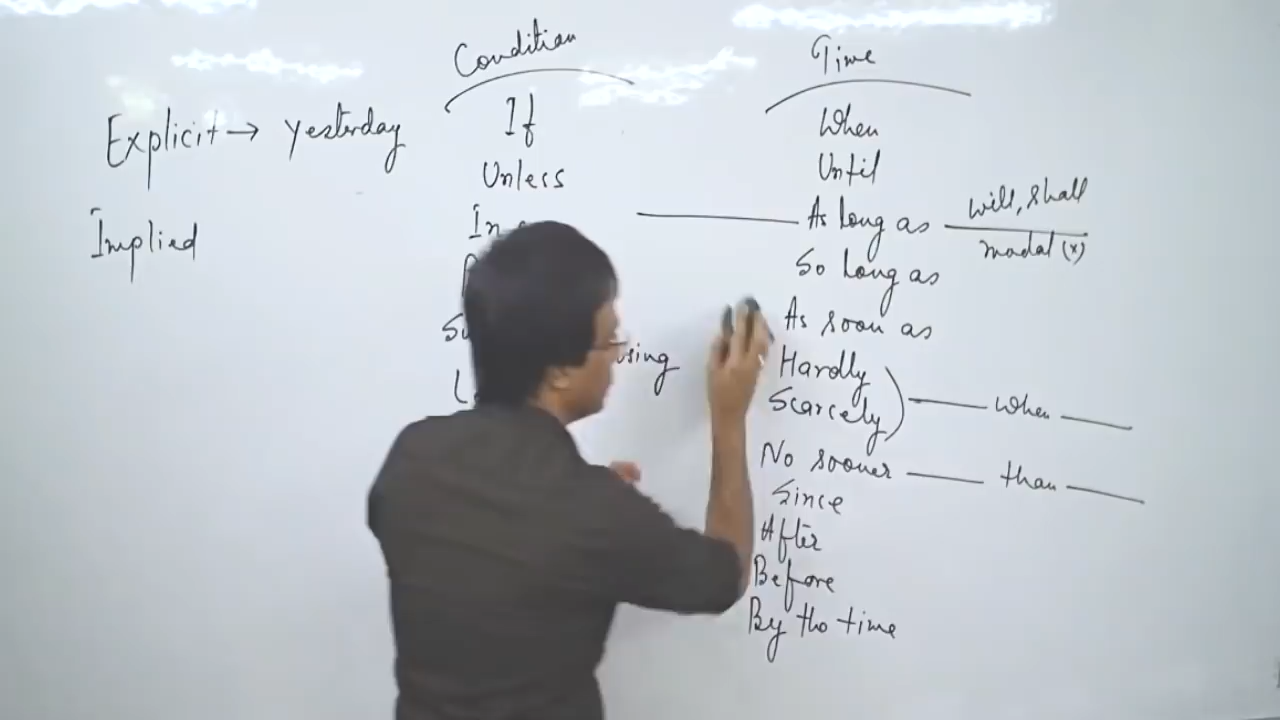 Condition
Time
Explicit → Yesterday
If
When
Unless
Until
Implied
As long as
will, shall
modal (x)
So long as
As soon as
Hardly
Scarcely
when
No sooner
than
Since
After
Before
By the time